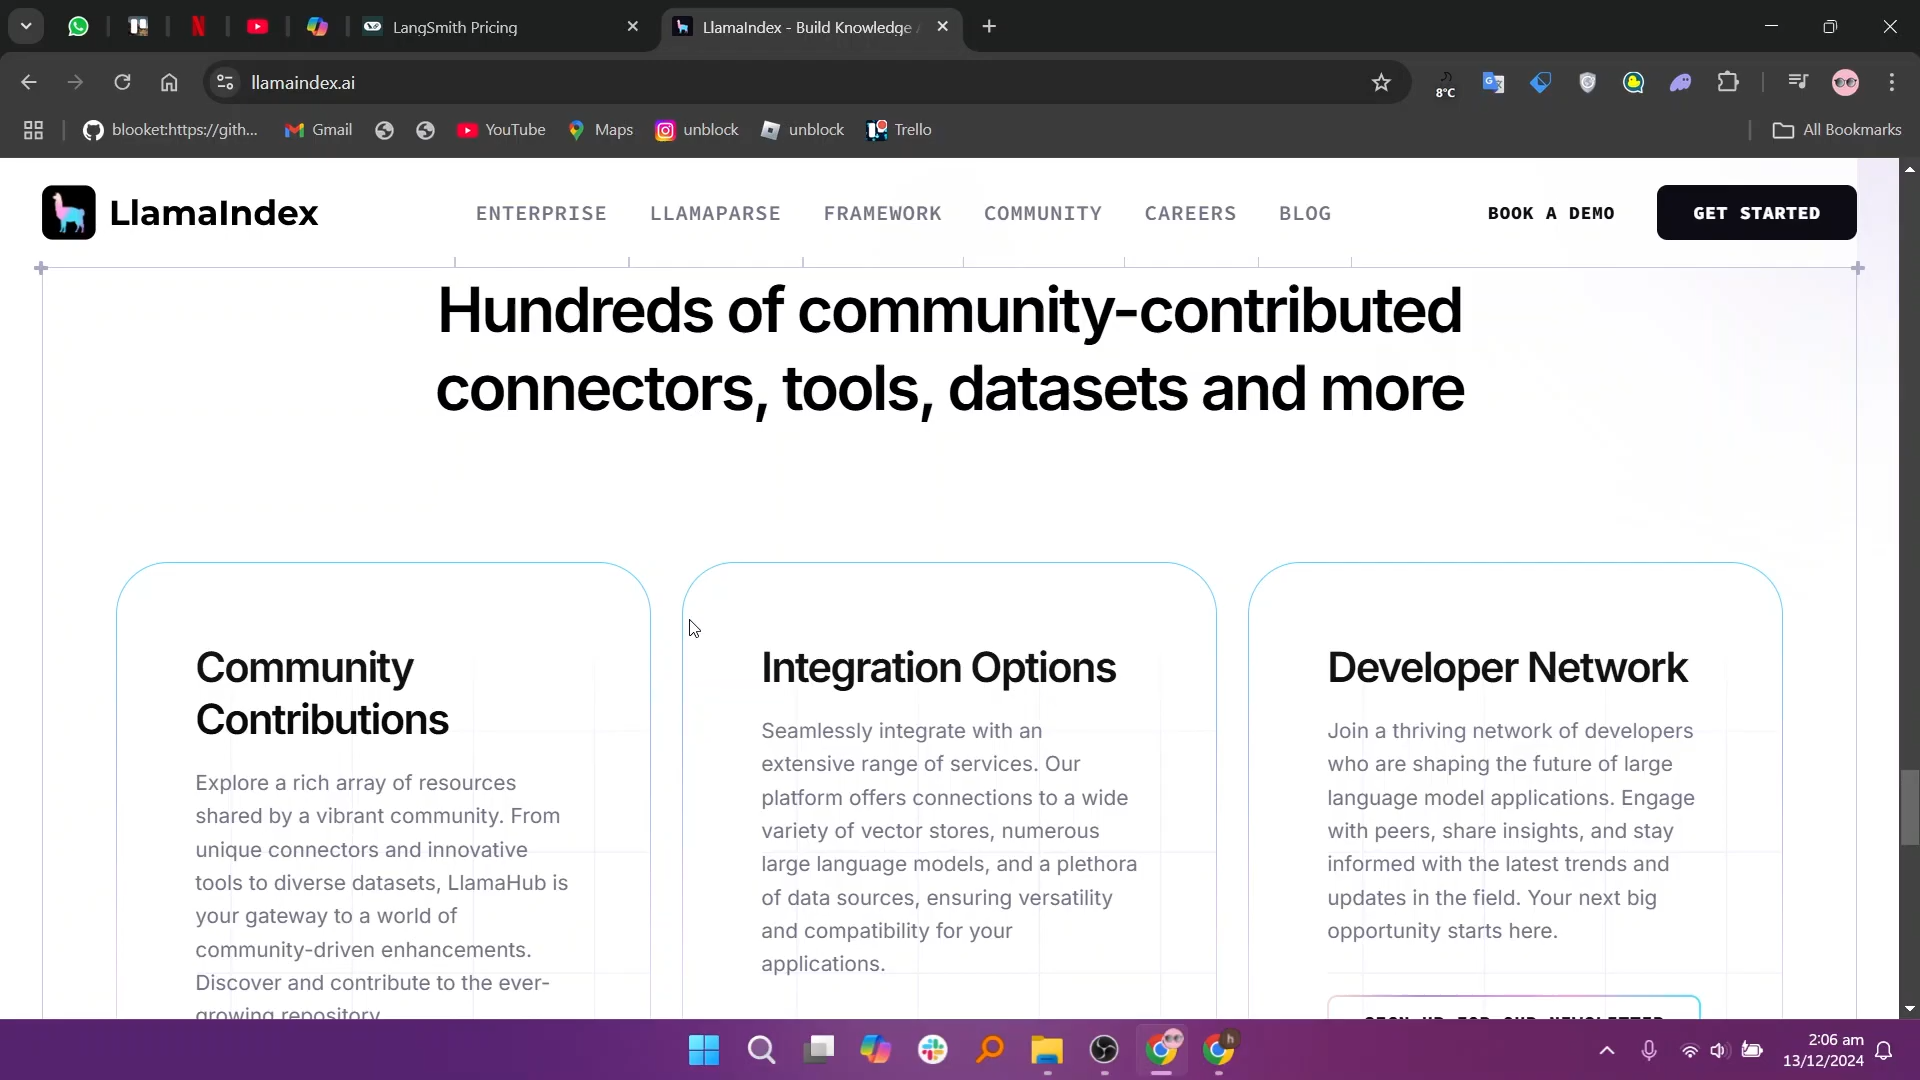 LangSmith Pricing
LlamaIndex - Build Knowledge
llamaindex.ai
8°C
blooket:https://gith...
Gmail
YouTube
Maps
unblock
unblock
Trello
All Bookmarks
LlamaIndex
ENTERPRISE
LLAMAPARSE
FRAMEWORK
COMMUNITY
CAREERS
BLOG
BOOK A DEMO
GET STARTED
Hundreds of community-contributed
connectors, tools, datasets and more
Community
Contributions
Explore a rich array of resources
shared by a vibrant community. From
unique connectors and innovative
tools to diverse datasets, LlamaHub is
your gateway to a world of
community-driven enhancements.
Discover and contribute to the ever-
growing repository
Integration Options
Seamlessly integrate with an
extensive range of services. Our
platform offers connections to a wide
variety of vector stores, numerous
large language models, and a plethora
of data sources, ensuring versatility
and compatibility for your
applications.
Developer Network
Join a thriving network of developers
who are shaping the future of large
language model applications. Engage
with peers, share insights, and stay
informed with the latest trends and
updates in the field. Your next big
opportunity starts here.
SIGN UP FOR OUR NEWSLETTER
2:06 am
13/12/2024